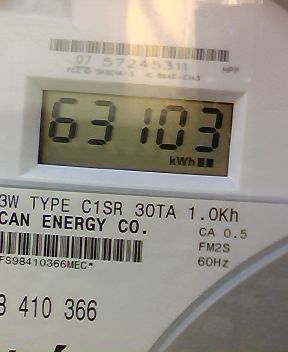 07 57245311
63103
kWh
3W TYPE C1SR 30TA 1.0Kh
CAN ENERGY CO.
CA 0.5
FM2S
FS98410366MEC*
60Hz
8 410 366